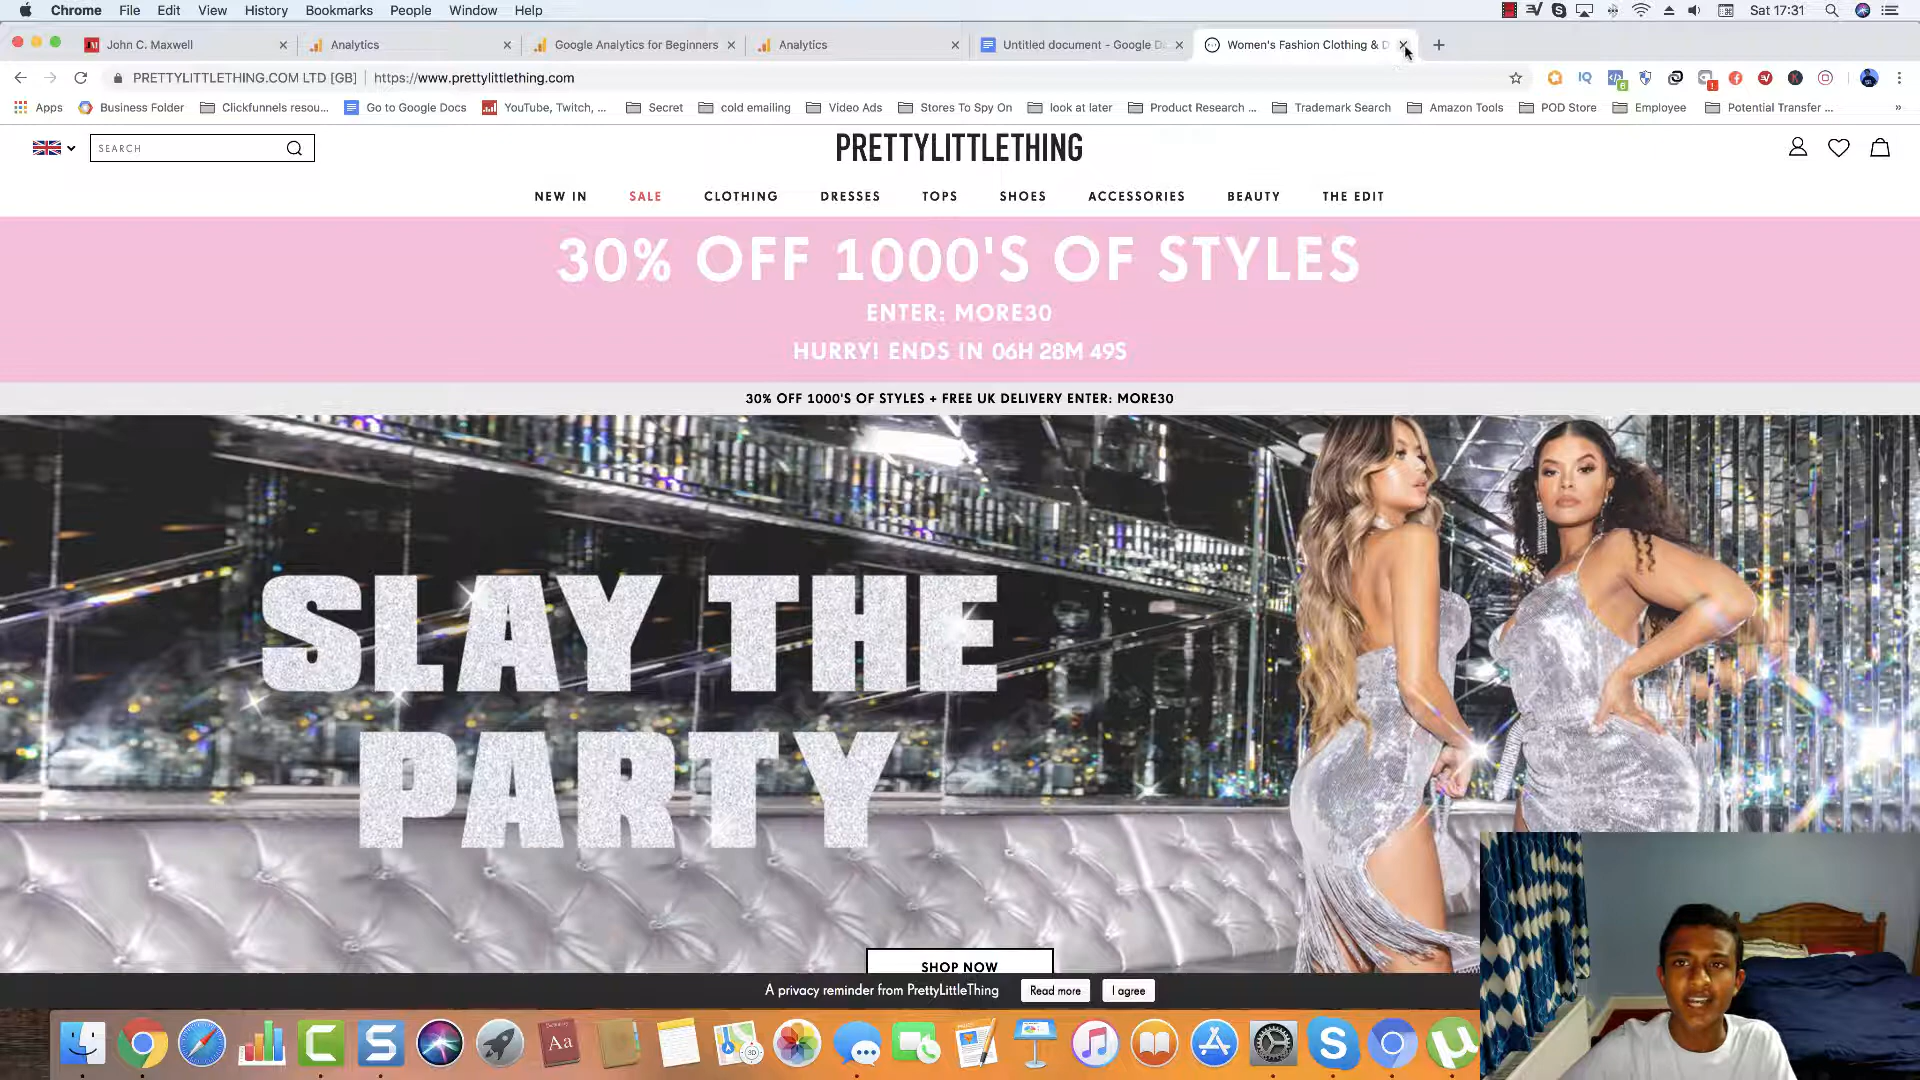 Chrome File Edit View History Bookmarks People Window Help Sat 17:31
John C. Maxwell Analytics Google Analytics for Beginners Analytics Untitled document - Google D Women's Fashion Clothing & D
PRETTYLITTLETHING.COM LTD [GB] https://www.prettylittlething.com
Apps Business Folder Clickfunnels resou... Go to Google Docs YouTube, Twitch, ... Secret cold emailing Video Ads Stores To Spy On look at later Product Research ... Trademark Search Amazon Tools POD Store Employee Potential Transfer ... »
SEARCH PRETTYLITTLETHING
NEW IN SALE CLOTHING DRESSES TOPS SHOES ACCESSORIES BEAUTY THE EDIT
30% OFF 1000'S OF STYLES
ENTER: MORE30
HURRY! ENDS IN 06H 28M 49S
30% OFF 1000'S OF STYLES + FREE UK DELIVERY ENTER: MORE30
SLAY THE
PARTY
SHOP NOW
A privacy reminder from PrettyLittleThing Read more I agree